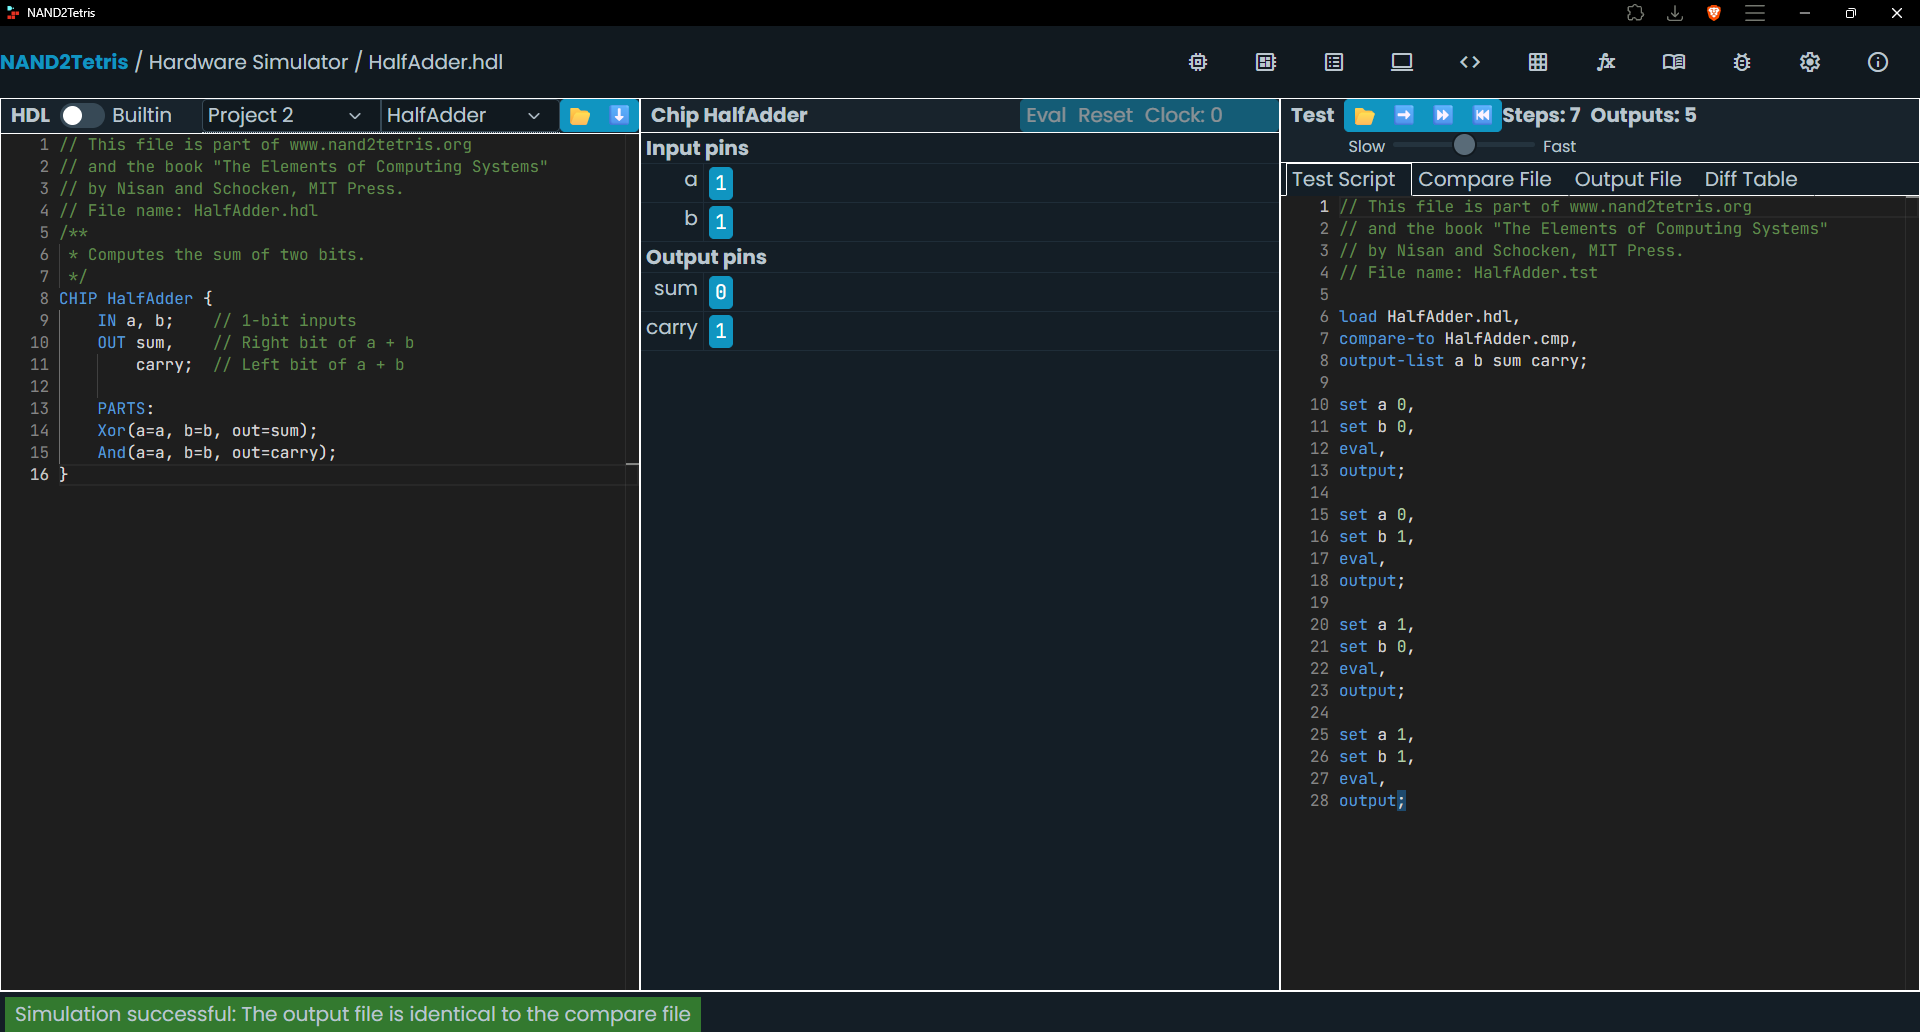 NAND2Tetris
NAND2Tetris / Hardware Simulator / HalfAdder.hdl
HDL Builtin Project 2 HalfAdder
1 // This file is part of www.nand2tetris.org
2 // and the book "The Elements of Computing Systems"
3 // by Nisan and Schocken, MIT Press.
4 // File name: HalfAdder.hdl
5 /**
6 * Computes the sum of two bits.
7 */
8 CHIP HalfAdder {
9 IN a, b; // 1-bit inputs
10 OUT sum, // Right bit of a + b
11 carry; // Left bit of a + b
12
13 PARTS:
14 Xor(a=a, b=b, out=sum);
15 And(a=a, b=b, out=carry);
16 }
Chip HalfAdder Eval Reset Clock: 0
Input pins
a 1
b 1
Output pins
sum 0
carry 1
Test Steps: 7 Outputs: 5
Slow Fast
Test Script Compare File Output File Diff Table
1 // This file is part of www.nand2tetris.org
2 // and the book "The Elements of Computing Systems"
3 // by Nisan and Schocken, MIT Press.
4 // File name: HalfAdder.tst
5
6 load HalfAdder.hdl,
7 compare-to HalfAdder.cmp,
8 output-list a b sum carry;
9
10 set a 0,
11 set b 0,
12 eval,
13 output;
14
15 set a 0,
16 set b 1,
17 eval,
18 output;
19
20 set a 1,
21 set b 0,
22 eval,
23 output;
24
25 set a 1,
26 set b 1,
27 eval,
28 output;
Simulation successful: The output file is identical to the compare file